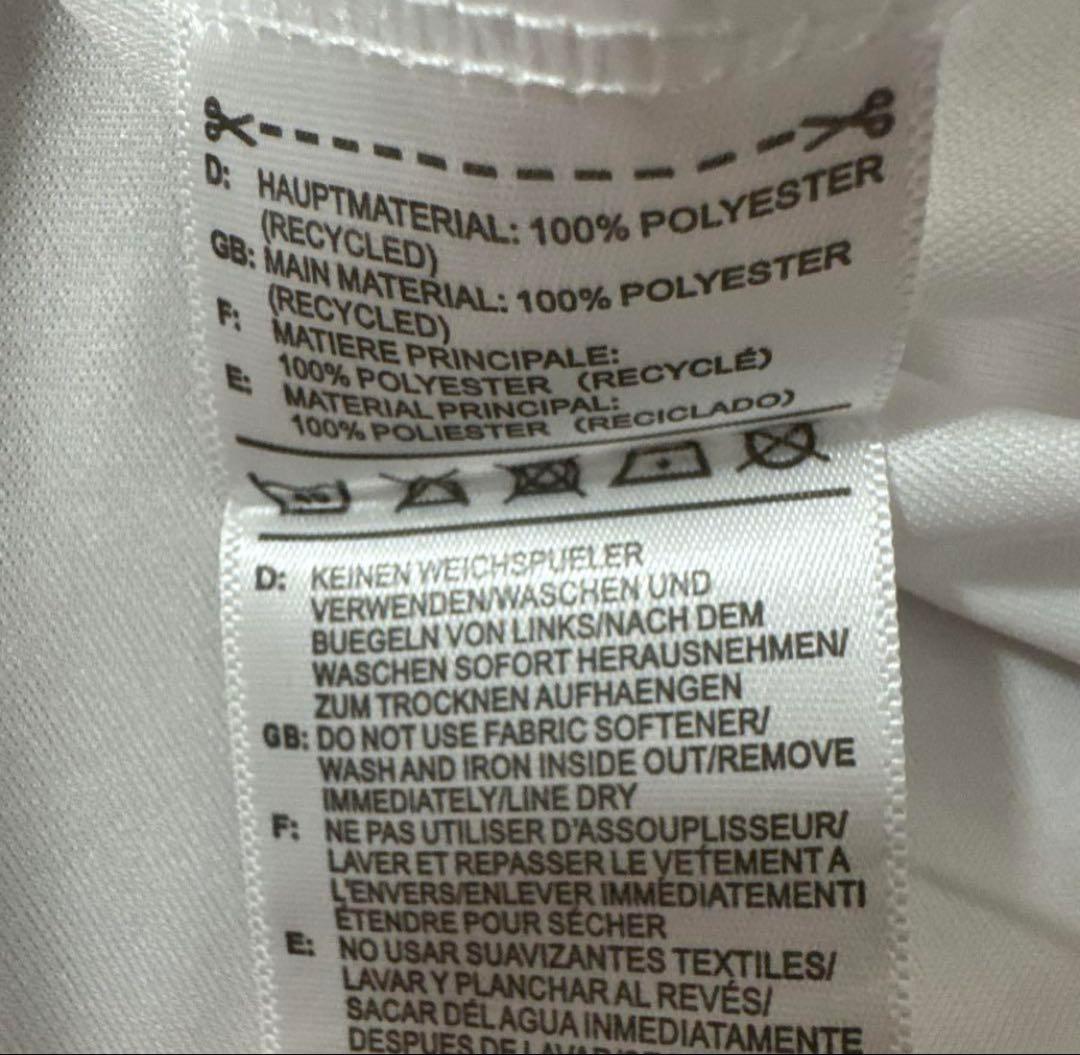 D: HAUPTMATERIAL: 100% POLYESTER
(RECYCLED)
GB: MAIN MATERIAL: 100% POLYESTER
(RECYCLED)
F: MATIERE PRINCIPALE:
100% POLYESTER (RECYCLÉ)
E: MATERIAL PRINCIPAL:
100% POLIESTER (RECICLADO)
D: KEINEN WEICHSPUELER
VERWENDEN/WASCHEN UND
BUEGELN VON LINKS/NACH DEM
WASCHEN SOFORT HERAUSNEHMEN/
ZUM TROCKNEN AUFHAENGEN
GB: DO NOT USE FABRIC SOFTENER/
WASH AND IRON INSIDE OUT/REMOVE
IMMEDIATELY/LINE DRY
F: NE PAS UTILISER D'ASSOUPLISSEUR/
LAVER ET REPASSER LE VETEMENT A
L'ENVERS/ENLEVER IMMÉDIATEMENT/
ÉTENDRE POUR SÉCHER
E: NO USAR SUAVIZANTES TEXTILES/
LAVAR Y PLANCHAR AL REVÉS/
SACAR DEL AGUA INMEDIATAMENTE
DESPUES DE